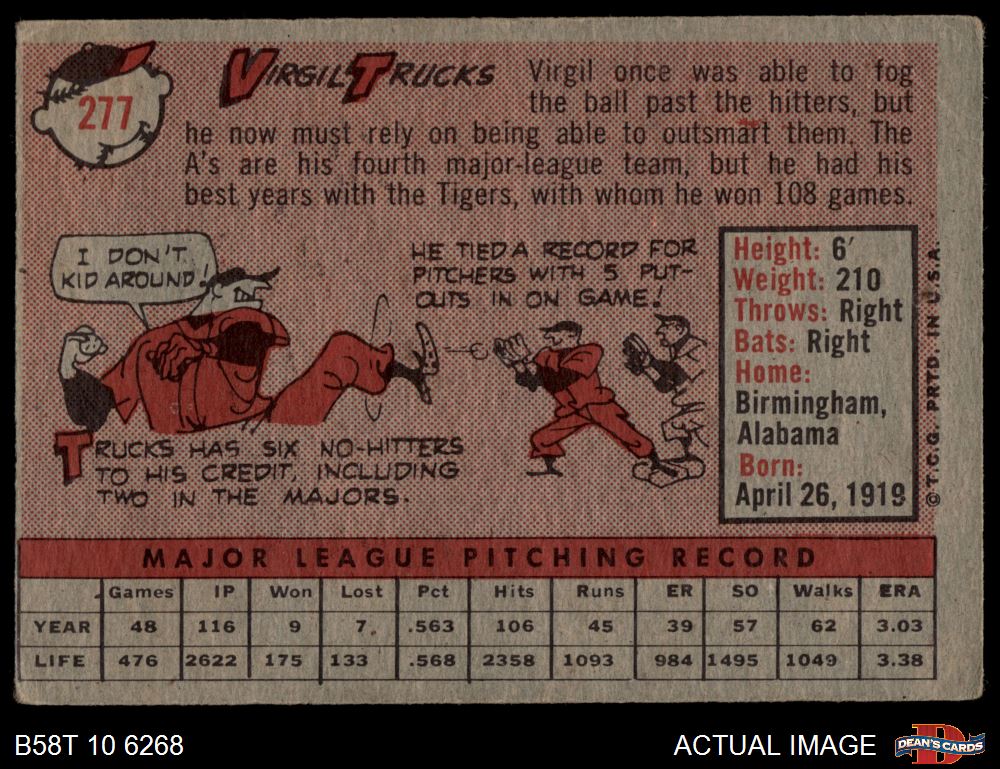 277
VIRGIL TRUCKS
Virgil once was able to fog
the ball past the hitters, but
he now must rely on being able to outsmart them. The
A's are his fourth major-league team, but he had his
best years with the Tigers, with whom he won 108 games.
I DON'T
KID AROUND!
HE TIED A RECORD FOR
PITCHERS WITH 5 PUT-
OUTS IN ON GAME!
TRUCKS HAS SIX NO-HITTERS
TO HIS CREDIT, INCLUDING
TWO IN THE MAJORS.
Height: 6'
Weight: 210
Throws: Right
Bats: Right
Home:
Birmingham,
Alabama
Born:
April 26, 1919
© T.C.G. PRTD. IN U.S.A.
MAJOR LEAGUE PITCHING RECORD
Games IP Won Lost Pct Hits Runs ER SO Walks ERA
YEAR 48 116 9 7 .563 106 45 39 57 62 3.03
LIFE 476 2622 175 133 .568 2358 1093 984 1495 1049 3.38
B58T 10 6268
ACTUAL IMAGE
D
DEAN'S CARDS